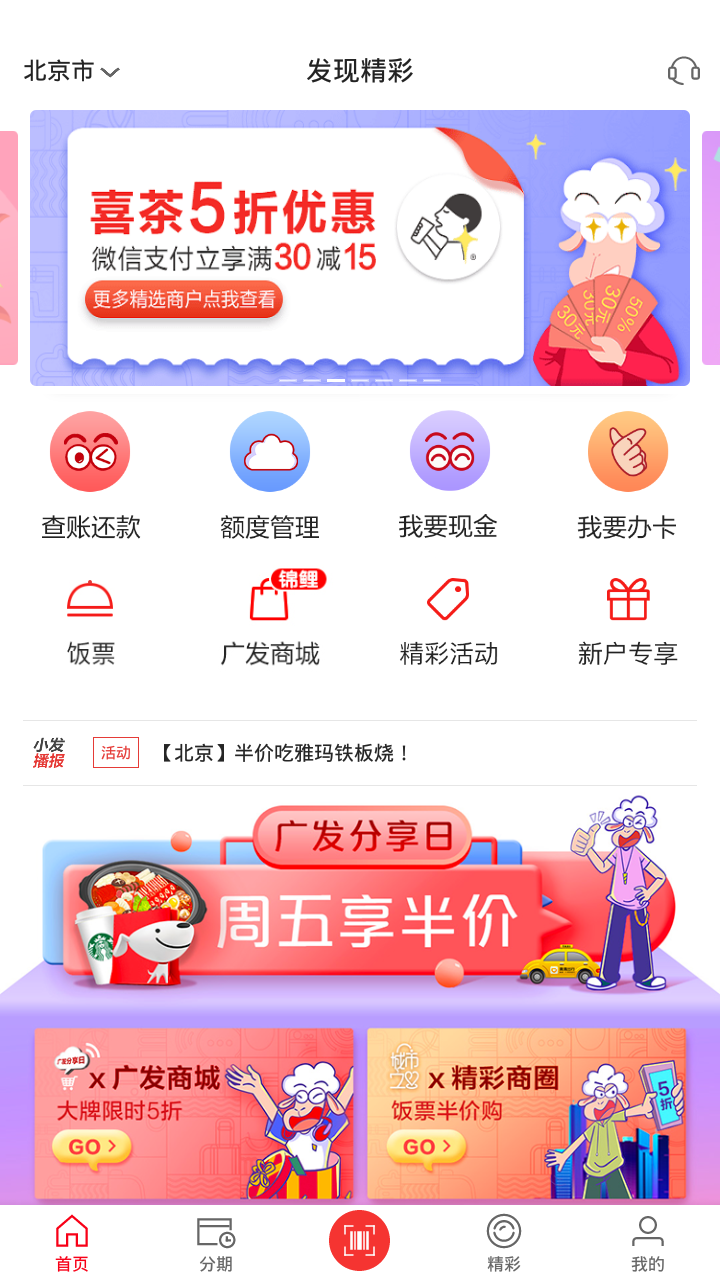 北京市
发现精彩
喜茶5折优惠
微信支付立享满30减15
更多精选商户点我查看
30元
30元
30元
50%
查账还款
额度管理
我要现金
我要办卡
锦鲤
饭票
广发商城
精彩活动
新户专享
小发
播报
活动
【北京】半价吃雅玛铁板烧！
广发分享日
周五享半价
广发分享日
x 广发商城
大牌限时5折
GO >
城市
x 精彩商圈
饭票半价购
GO >
5折
首页
分期
精彩
我的